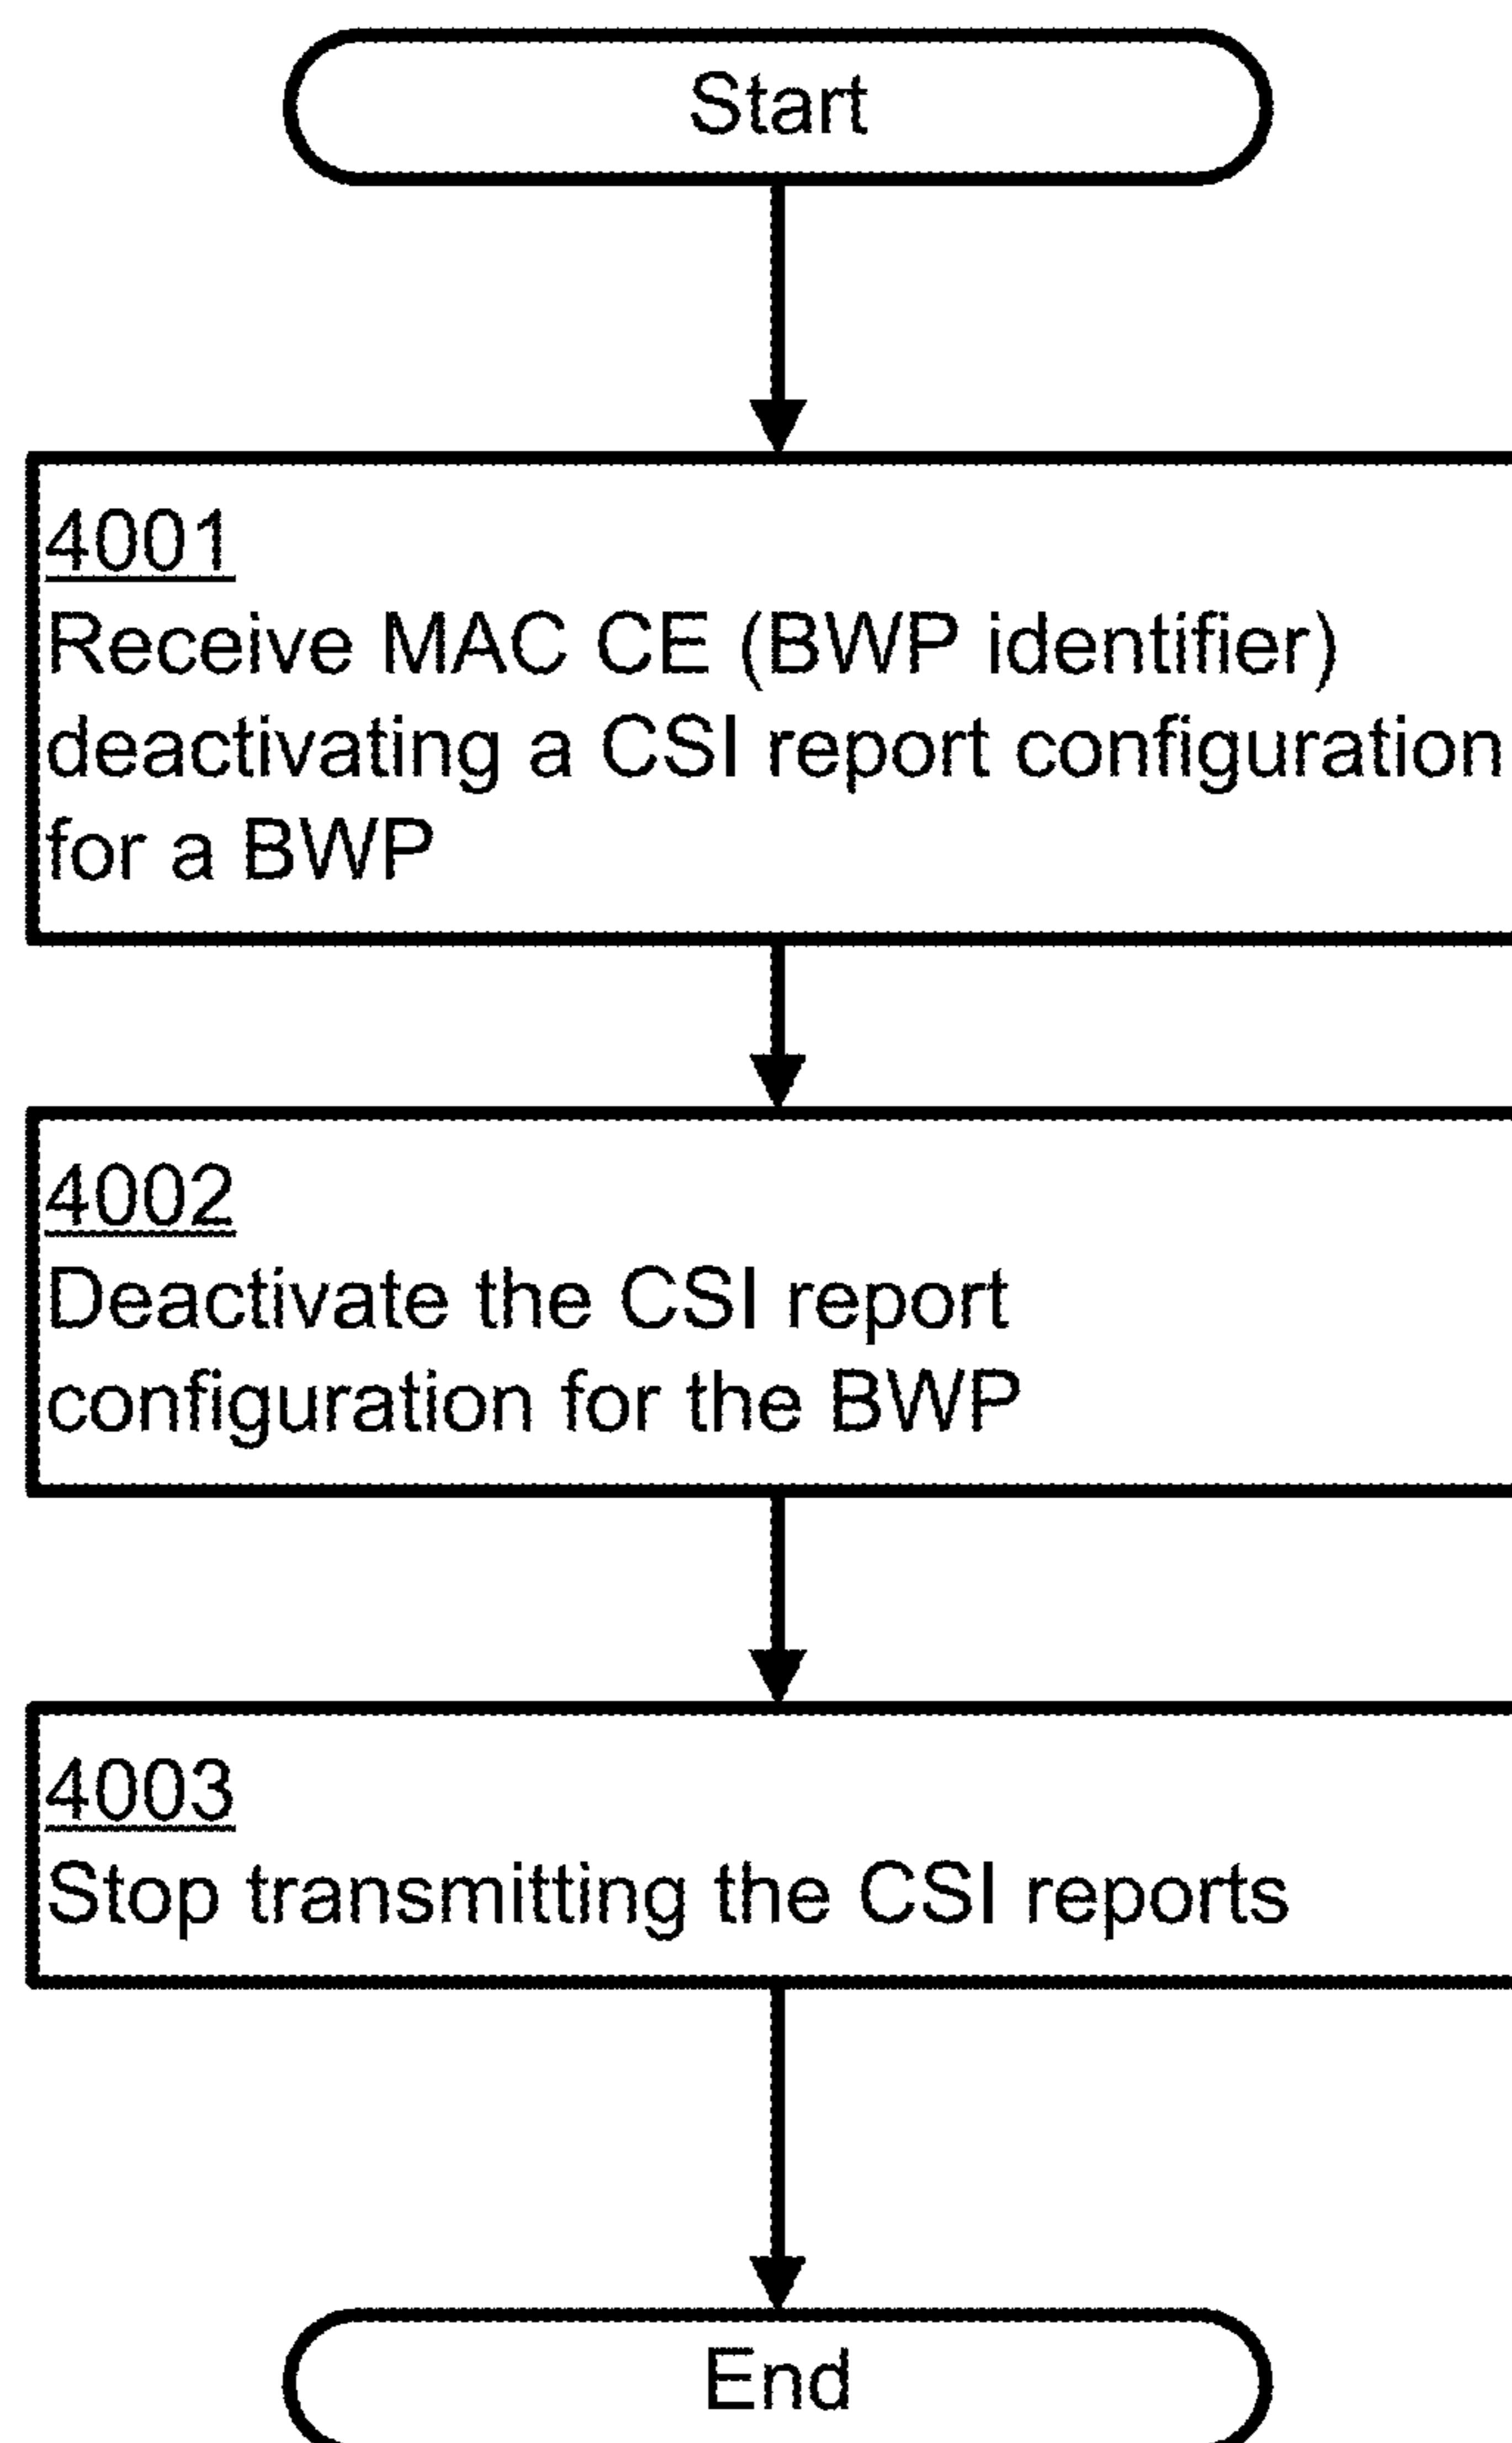 Start
4001
Receive MAC CE (BWP identifier)
deactivating a CSI report configuration
for a BWP
4002
Deactivate the CSI report
configuration for the BWP
4003
Stop transmitting the CSI reports
End